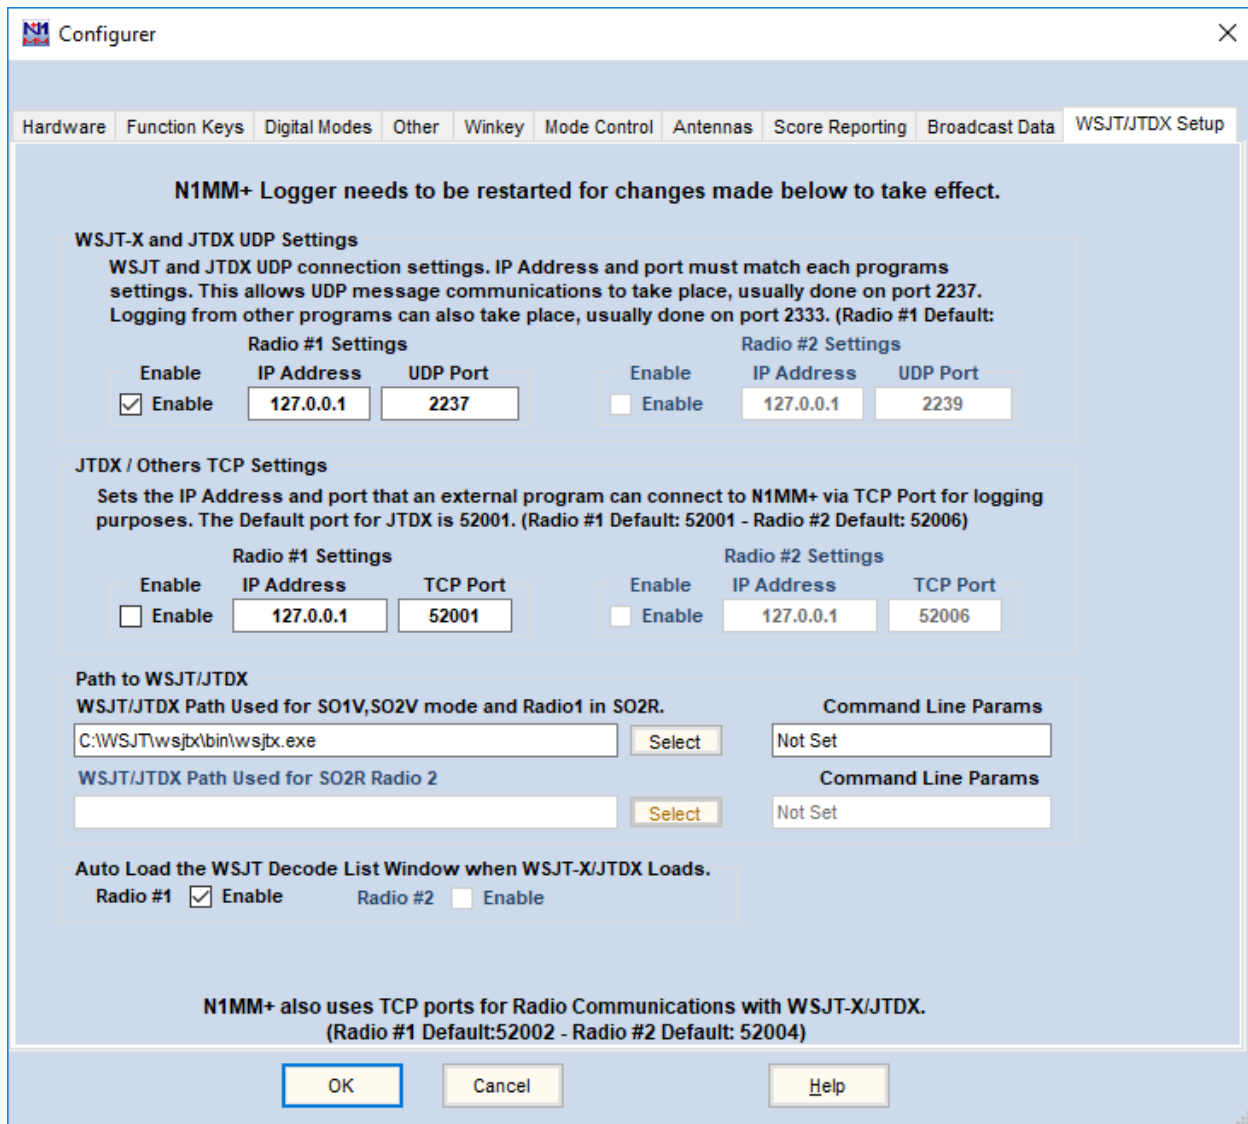 N1MM Configurer
Hardware Function Keys Digital Modes Other Winkey Mode Control Antennas Score Reporting Broadcast Data WSJT/JTDX Setup
N1MM+ Logger needs to be restarted for changes made below to take effect.
WSJT-X and JTDX UDP Settings
WSJT and JTDX UDP connection settings. IP Address and port must match each programs
settings. This allows UDP message communications to take place, usually done on port 2237.
Logging from other programs can also take place, usually done on port 2333. (Radio #1 Default:
Radio #1 Settings Radio #2 Settings
Enable IP Address UDP Port Enable IP Address UDP Port
Enable 127.0.0.1 2237 Enable 127.0.0.1 2239
JTDX / Others TCP Settings
Sets the IP Address and port that an external program can connect to N1MM+ via TCP Port for logging
purposes. The Default port for JTDX is 52001. (Radio #1 Default: 52001 - Radio #2 Default: 52006)
Radio #1 Settings Radio #2 Settings
Enable IP Address TCP Port Enable IP Address TCP Port
Enable 127.0.0.1 52001 Enable 127.0.0.1 52006
Path to WSJT/JTDX
WSJT/JTDX Path Used for SO1V,SO2V mode and Radio1 in SO2R. Command Line Params
C:\WSJT\wsjtx\bin\wsjtx.exe Select Not Set
WSJT/JTDX Path Used for SO2R Radio 2 Command Line Params
Select Not Set
Auto Load the WSJT Decode List Window when WSJT-X/JTDX Loads.
Radio #1 Enable Radio #2 Enable
N1MM+ also uses TCP ports for Radio Communications with WSJT-X/JTDX.
(Radio #1 Default:52002 - Radio #2 Default: 52004)
OK Cancel Help